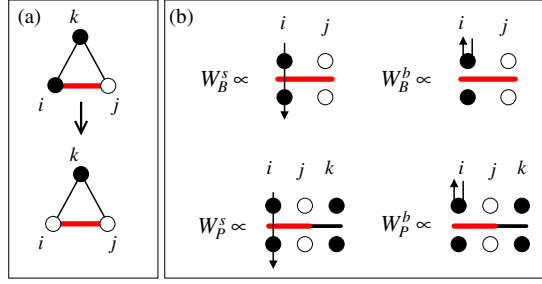 (a)
k
i j
k
i j
(b)
i j
W_B^s ∝
i j
W_B^b ∝
i j k
W_P^s ∝
i j k
W_P^b ∝